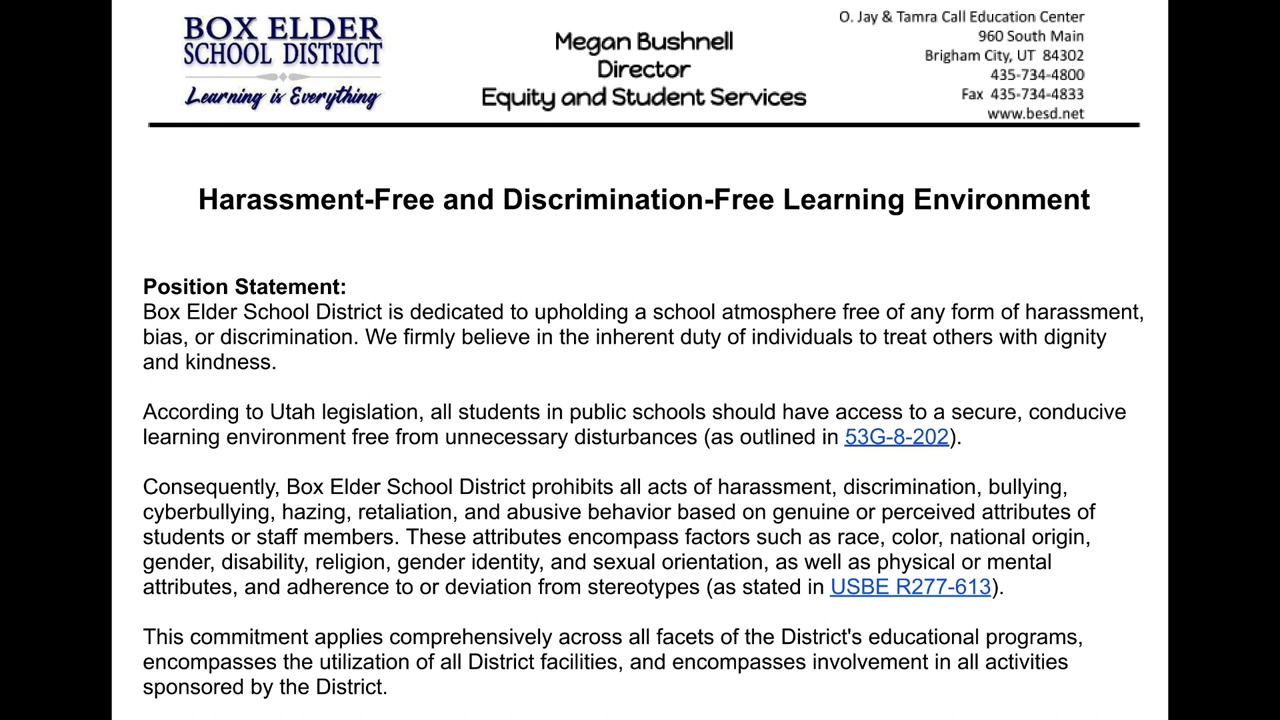 BOX ELDER
SCHOOL DISTRICT
Learning is Everything
Megan Bushnell
Director
Equity and Student Services
O. Jay & Tamra Call Education Center
960 South Main
Brigham City, UT 84302
435-734-4800
Fax 435-734-4833
www.besd.net
Harassment-Free and Discrimination-Free Learning Environment
Position Statement:
Box Elder School District is dedicated to upholding a school atmosphere free of any form of harassment,
bias, or discrimination. We firmly believe in the inherent duty of individuals to treat others with dignity
and kindness.
According to Utah legislation, all students in public schools should have access to a secure, conducive
learning environment free from unnecessary disturbances (as outlined in 53G-8-202).
Consequently, Box Elder School District prohibits all acts of harassment, discrimination, bullying,
cyberbullying, hazing, retaliation, and abusive behavior based on genuine or perceived attributes of
students or staff members. These attributes encompass factors such as race, color, national origin,
gender, disability, religion, gender identity, and sexual orientation, as well as physical or mental
attributes, and adherence to or deviation from stereotypes (as stated in USBE R277-613).
This commitment applies comprehensively across all facets of the District's educational programs,
encompasses the utilization of all District facilities, and encompasses involvement in all activities
sponsored by the District.